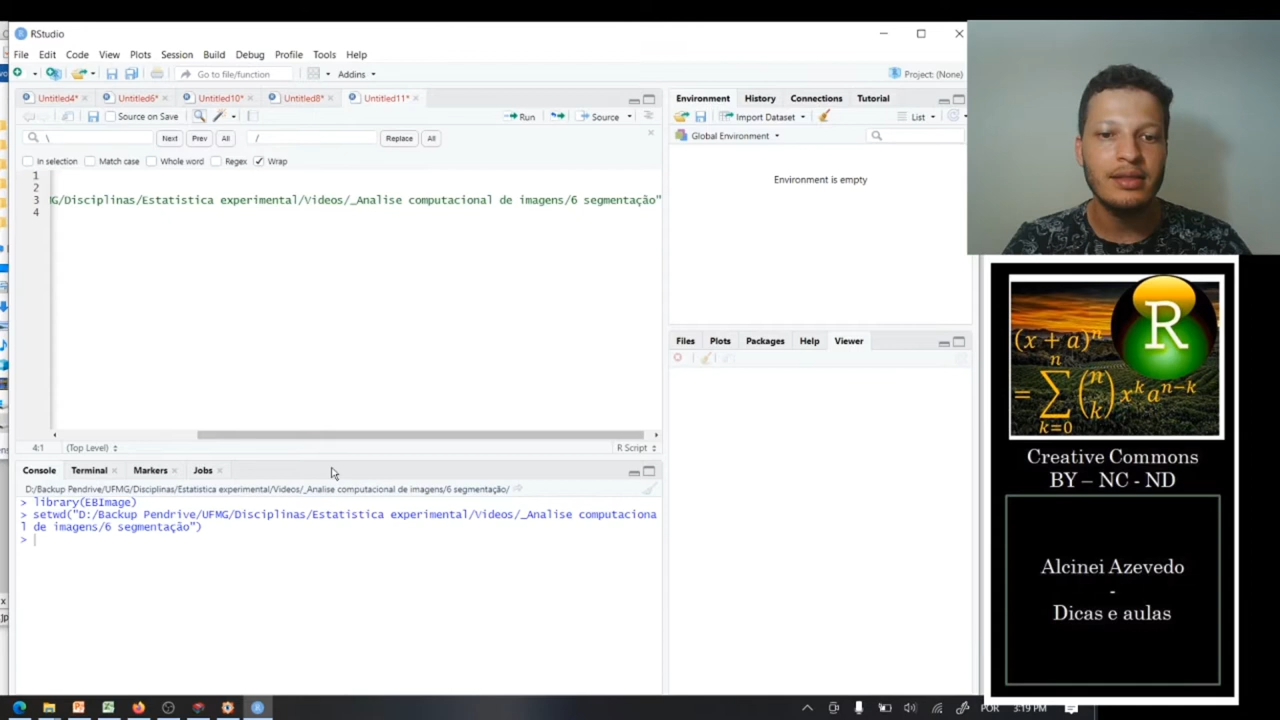 RStudio
File Edit Code View Plots Session Build Debug Profile Tools Help
Go to file/function Addins Project: (None)
Untitled4* Untitled6* Untitled10* Untitled8* Untitled11*
Source on Save Run Source
\ Next Prev All / Replace All
In selection Match case Whole word Regex Wrap
1
2
3 G/Disciplinas/Estatistica experimental/Videos/_Analise computacional de imagens/6 segmentação"
4
4:1 (Top Level) R Script
Console Terminal Markers Jobs
D:/Backup Pendrive/UFMG/Disciplinas/Estatistica experimental/Videos/_Analise computacional de imagens/6 segmentação/
> library(EBImage)
> setwd("D:/Backup Pendrive/UFMG/Disciplinas/Estatistica experimental/Videos/_Analise computaciona
l de imagens/6 segmentação")
>
Environment History Connections Tutorial
Import Dataset List
Global Environment
Environment is empty
Files Plots Packages Help Viewer
R
(x + a)^n
n
= ∑ (n k) x^k a^n−k
k=0
Creative Commons
BY – NC - ND
Alcinei Azevedo
-
Dicas e aulas
POR 3:19 PM